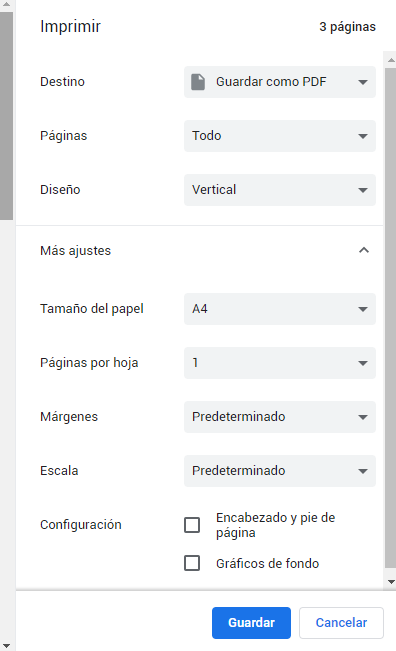 Imprimir 3 páginas
Destino Guardar como PDF
Páginas Todo
Diseño Vertical
Más ajustes
Tamaño del papel A4
Páginas por hoja 1
Márgenes Predeterminado
Escala Predeterminado
Configuración Encabezado y pie de
página
Gráficos de fondo
Guardar Cancelar